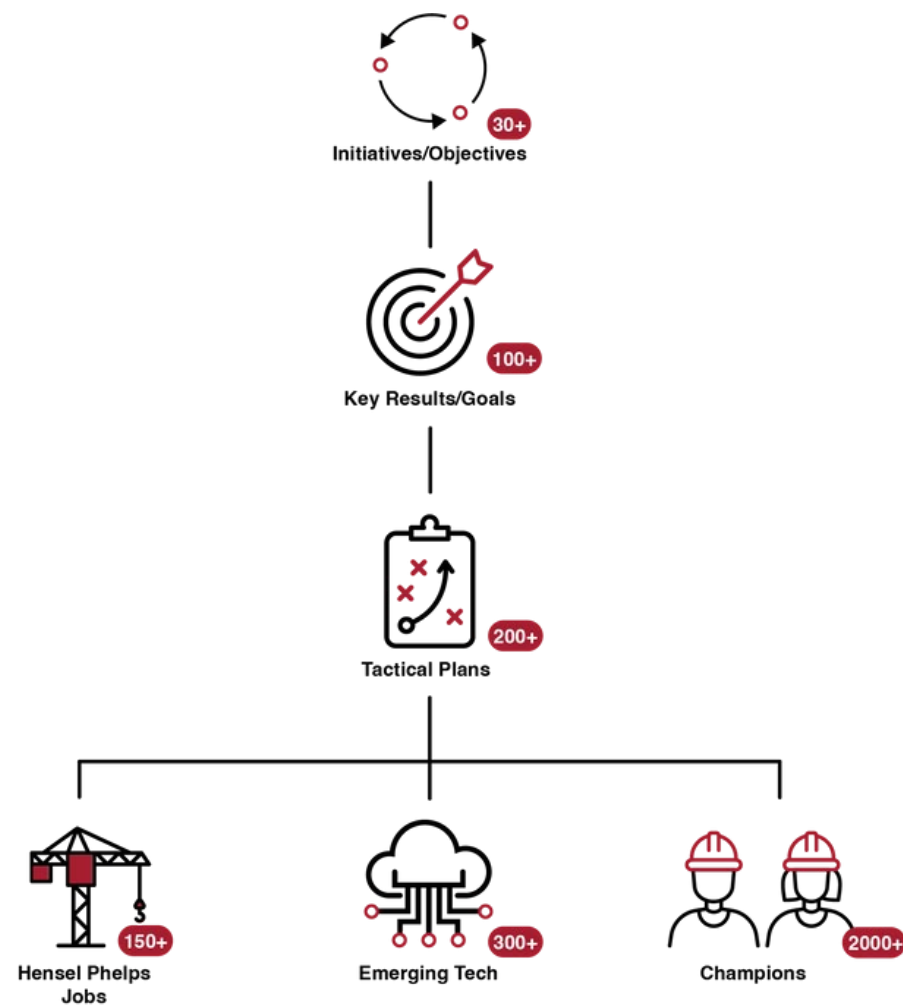 30+
Initiatives/Objectives
100+
Key Results/Goals
200+
Tactical Plans
150+
Hensel Phelps
Jobs
300+
Emerging Tech
2000+
Champions